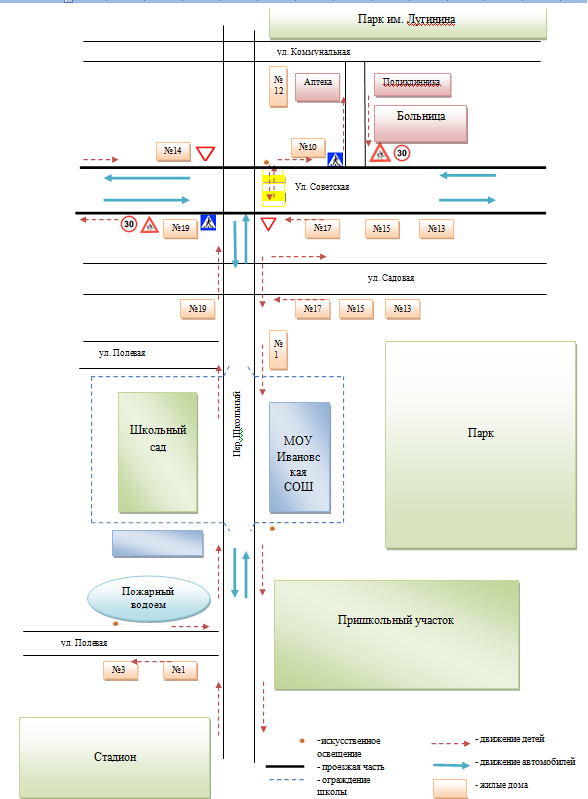 Парк им. Лугинина
ул. Коммунальная
№
12
Аптека
Поликлинника.
Больница
№14
№10
30
Ул. Советская
30
№19
№17
№15
№13
ул. Садовая
№19
№17
№15
№13
ул. Полевая
№
1
Школьный
сад
Пер.Школьный
МОУ
Ивановс
кая
СОШ
Парк
Пожарный
водоем
Пришкольный участок
ул. Полевая
№3
№1
Стадион
-искусственное
освещение
- проезжая часть
- ограждение
школы
- движение детей
- движение автомобилей
- жилые дома